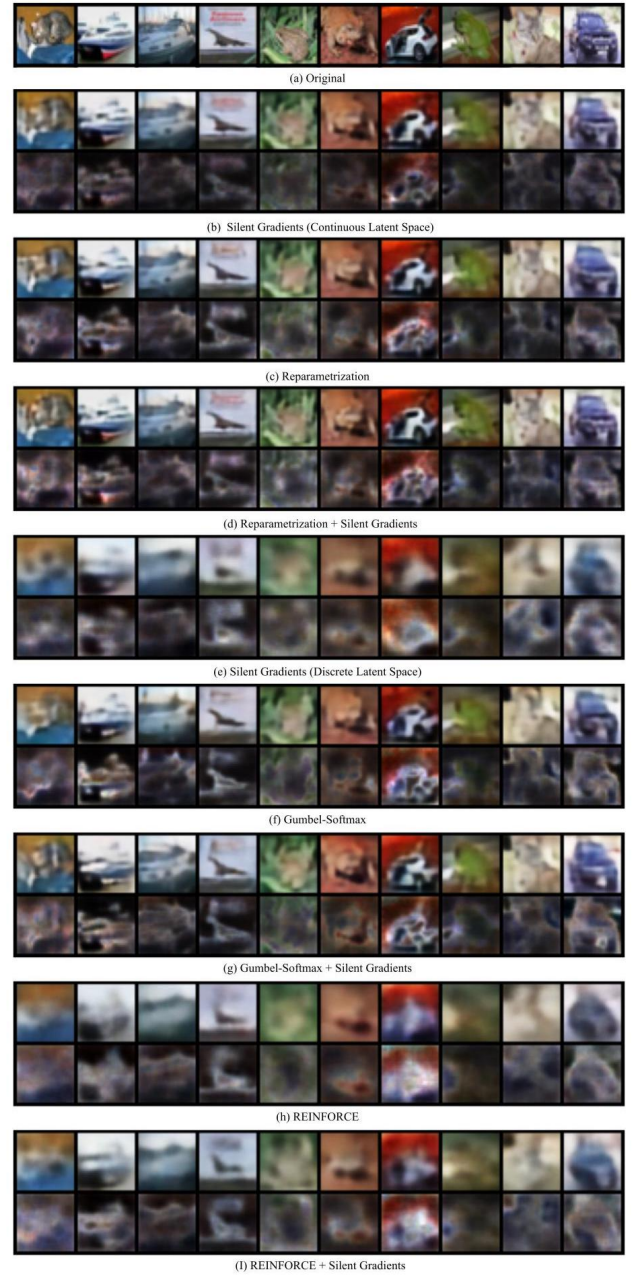 (a) Original
(b) Silent Gradients (Continuous Latent Space)
(c) Reparametrization
(d) Reparametrization + Silent Gradients
(e) Silent Gradients (Discrete Latent Space)
(f) Gumbel-Softmax
(g) Gumbel-Softmax + Silent Gradients
(h) REINFORCE
(I) REINFORCE + Silent Gradients